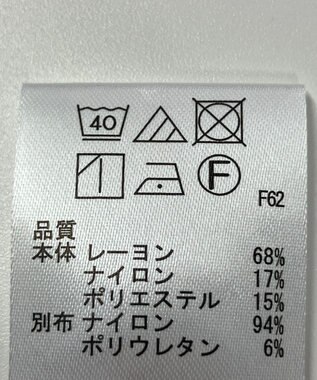 40
F
F62
品質
本体 レーヨン 68%
ナイロン 17%
ポリエステル 15%
別布 ナイロン 94%
ポリウレタン 6%